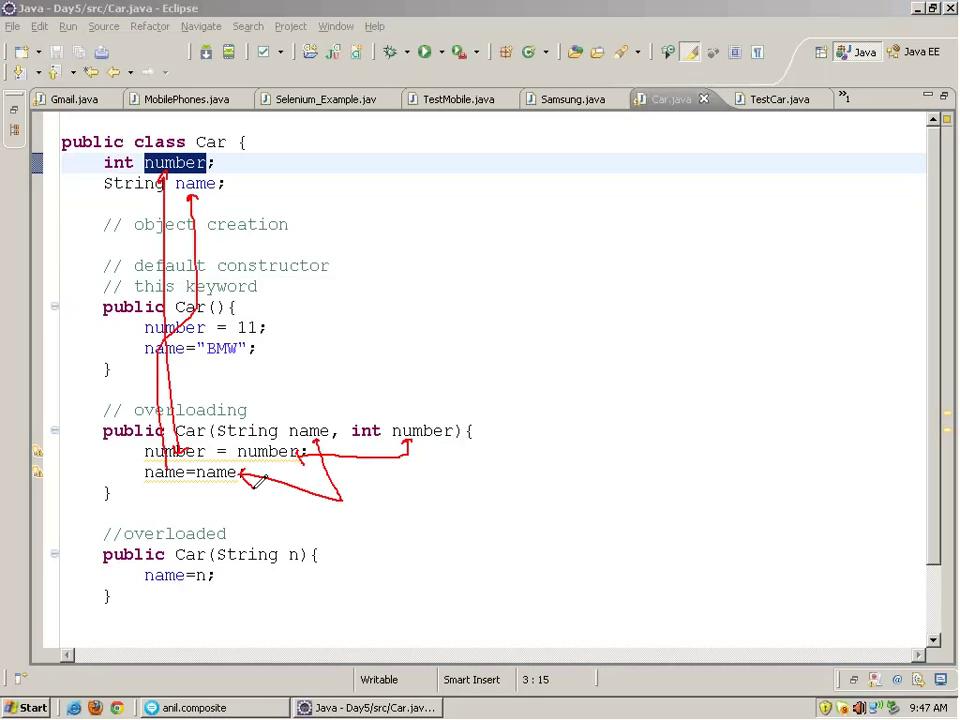 Java - Day5/src/Car.java - Eclipse
File Edit Run Source Refactor Navigate Search Project Window Help
Java Java EE
Gmail.java MobilePhones.java Selenium_Example.jav TestMobile.java Samsung.java Car.java TestCar.java »1
public class Car {
int number;
String name;
// object creation
// default constructor
// this keyword
public Car(){
number = 11;
name="BMW";
}
// overloading
public Car(String name, int number){
number = number;
name=name;
}
//overloaded
public Car(String n){
name=n;
}
Writable Smart Insert 3 : 15
Start anil.composite Java - Day5/src/Car.jav... 9:47 AM